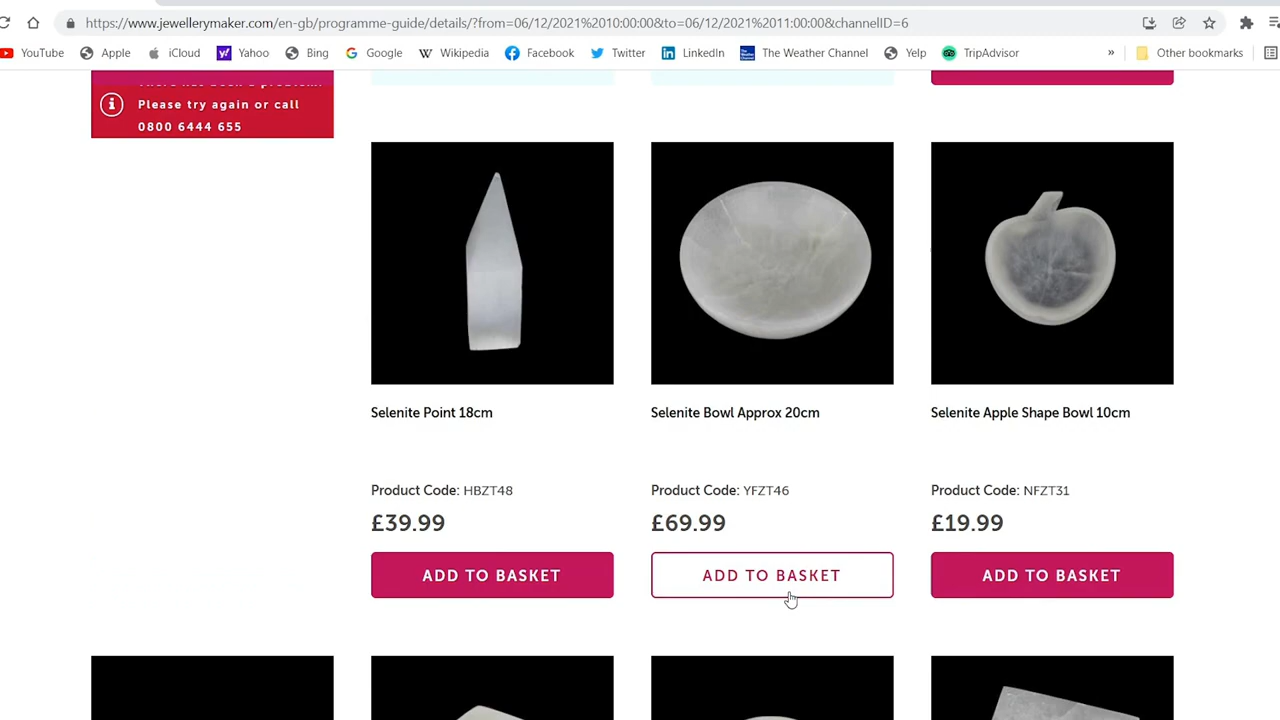 https://www.jewellerymaker.com/en-gb/programme-guide/details/?from=06/12/2021%2010:00:00&to=06/12/2021%2011:00:00&channelID=6
YouTube Apple iCloud Yahoo Bing Google Wikipedia Facebook Twitter LinkedIn The Weather Channel Yelp TripAdvisor » Other bookmarks
Please try again or call
0800 6444 655
Selenite Point 18cm
Product Code: HBZT48
£39.99
ADD TO BASKET
Selenite Bowl Approx 20cm
Product Code: YFZT46
£69.99
ADD TO BASKET
Selenite Apple Shape Bowl 10cm
Product Code: NFZT31
£19.99
ADD TO BASKET